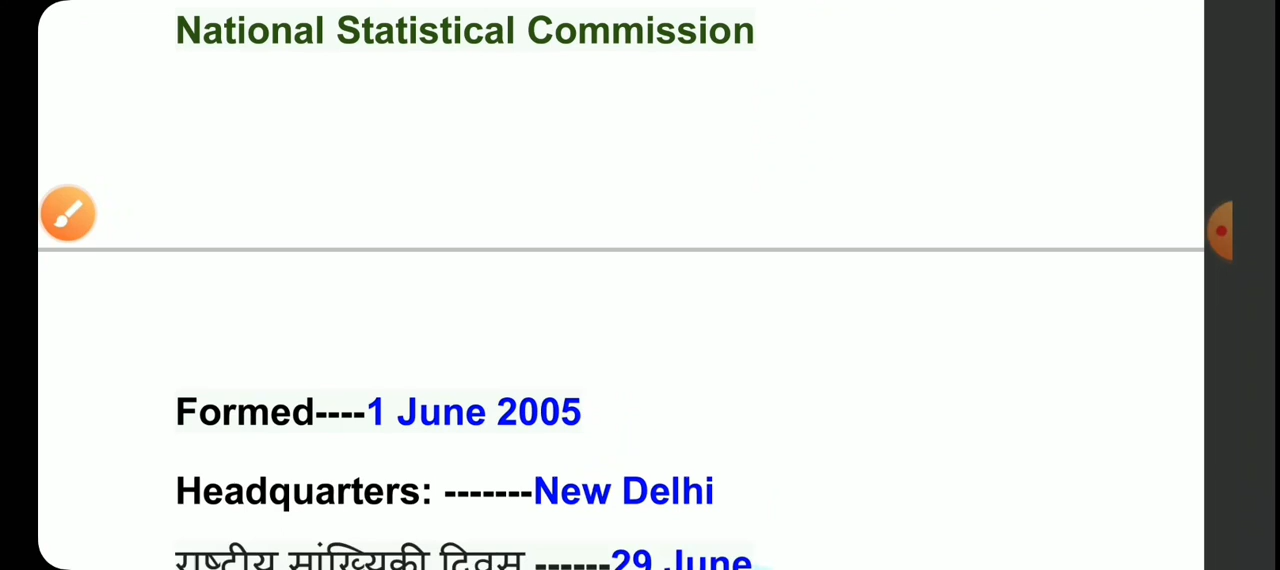 National Statistical Commission
Formed----1 June 2005
Headquarters: -------New Delhi
राष्ट्रीय सांख्यिकी दिवस ------29 June